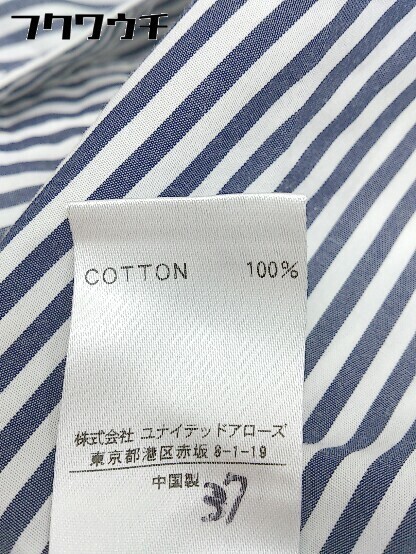 フクワウチ
COTTON 100%
株式会社 ユナイテッドアローズ
東京都港区赤坂 8-1-19
中国製
37